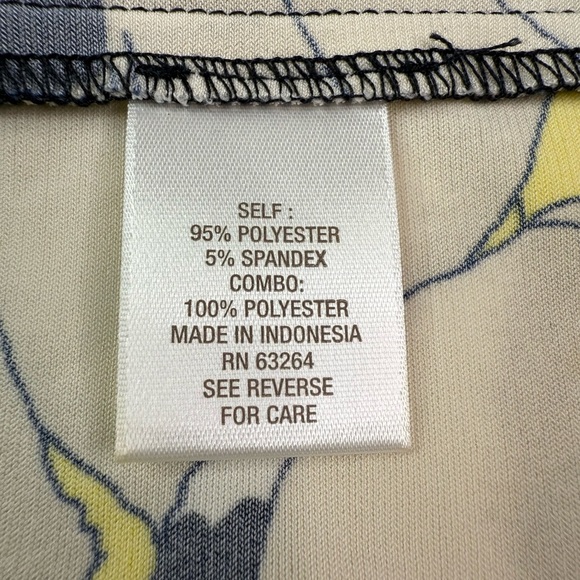 SELF :
95% POLYESTER
5% SPANDEX
COMBO:
100% POLYESTER
MADE IN INDONESIA
RN 63264
SEE REVERSE
FOR CARE